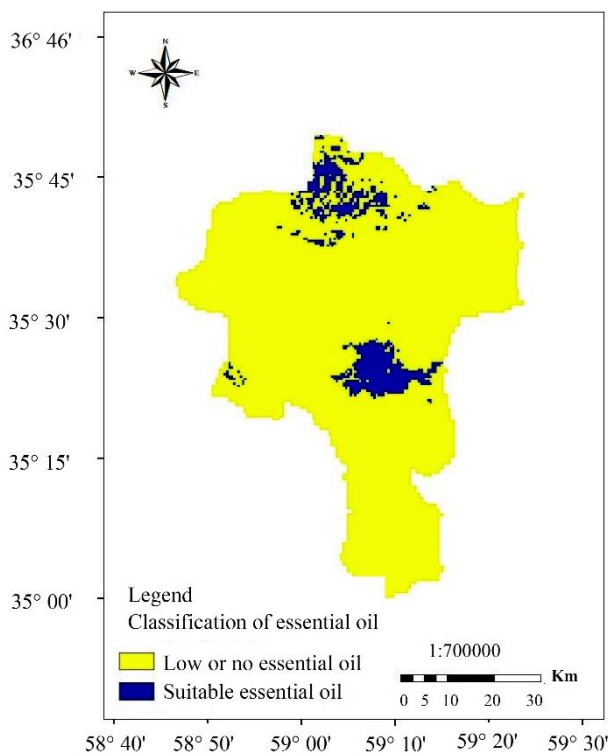 36° 46'
N
W E
S
35° 45'
35° 30'
35° 15'
35° 00'
Legend
Classification of essential oil
Low or no essential oil
Suitable essential oil
1:700000
Km
0 5 10 20 30
58° 40' 58° 50' 59° 00' 59° 10' 59° 20' 59° 30'